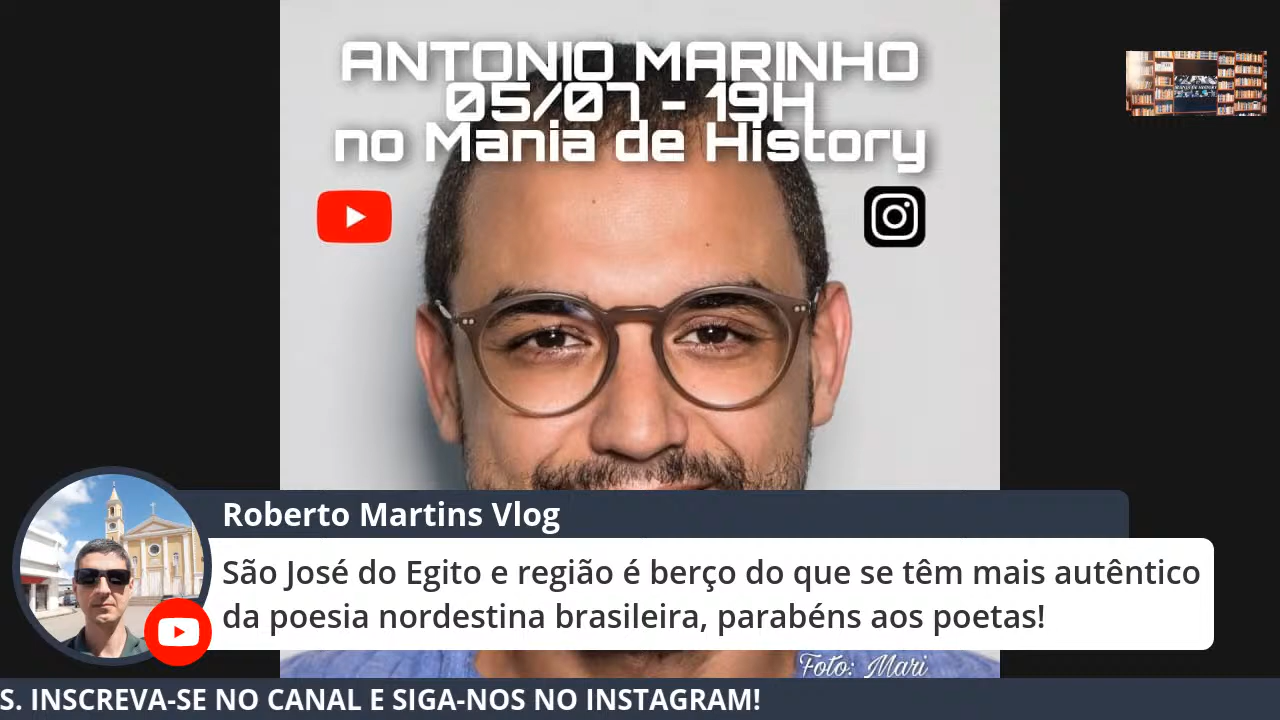 ANTONIO MARINHO
05/07 - 19H
no Mania de History
Roberto Martins Vlog
São José do Egito e região é berço do que se têm mais autêntico
da poesia nordestina brasileira, parabéns aos poetas!
Foto: Mari
S. INSCREVA-SE NO CANAL E SIGA-NOS NO INSTAGRAM!